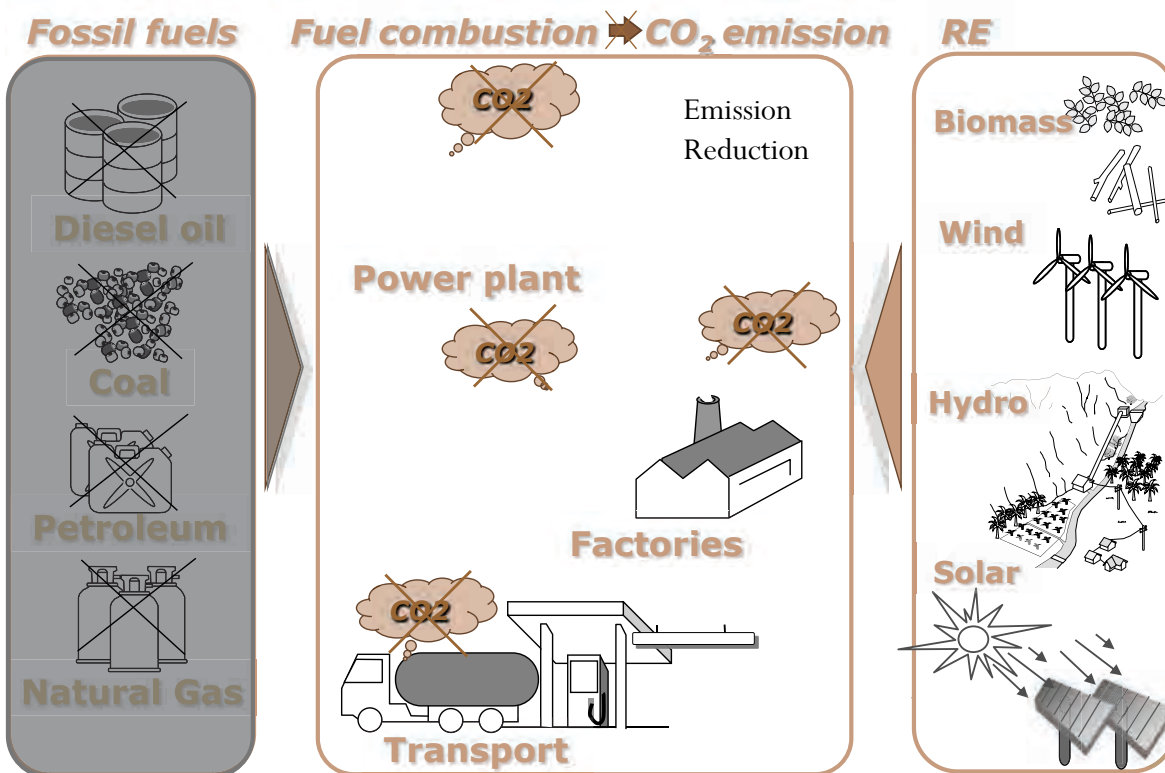 Fossil fuels
Fuel combustion CO₂ emission
RE
Diesel oil
Coal
Petroleum
Natural Gas
CO2
Emission
Reduction
Power plant
CO2
CO2
Factories
CO2
Transport
Biomass
Wind
Hydro
Solar